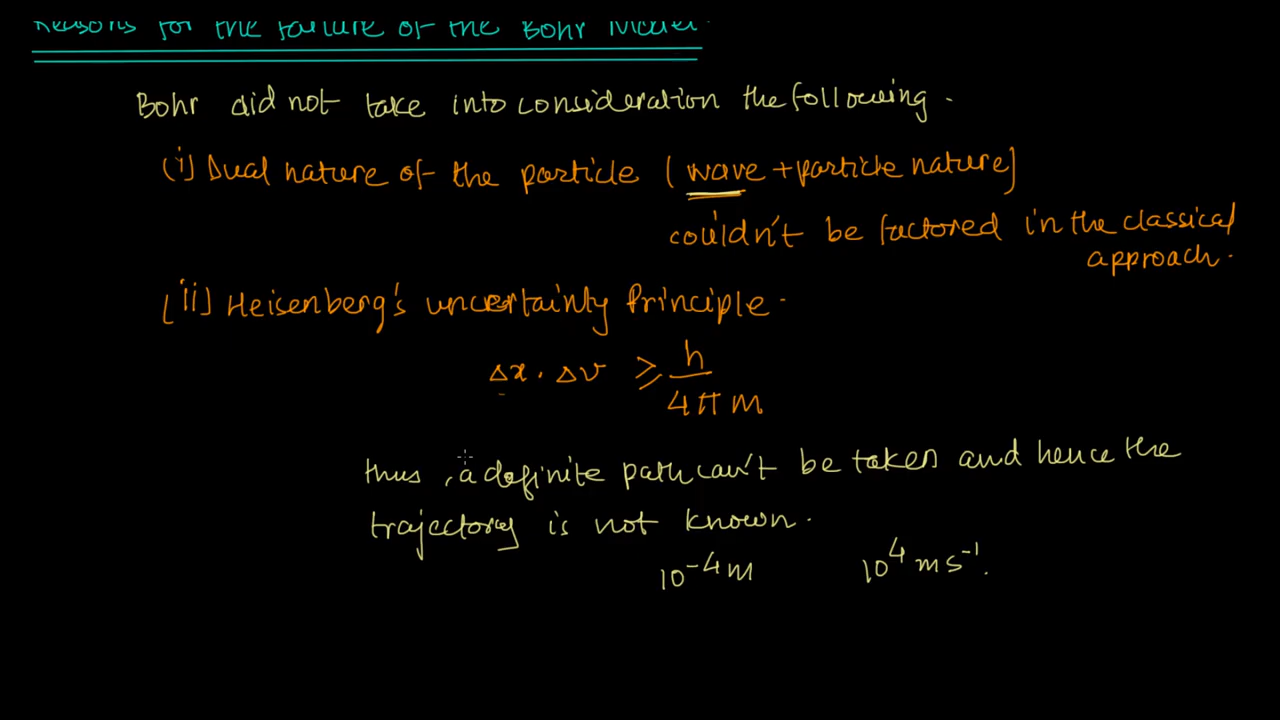 Reasons for the failure of the Bohr Model.
Bohr did not take into consideration the following.
(i) Dual nature of the particle (wave + particle nature)
couldn't be factored in the classical
approach.
(ii) Heisenberg's uncertainty Principle.
Δx · Δv ≥ h
4πm
thus, a definite path can't be taken and hence the
trajectory is not known.
10⁻⁴ m 10⁴ ms⁻¹.